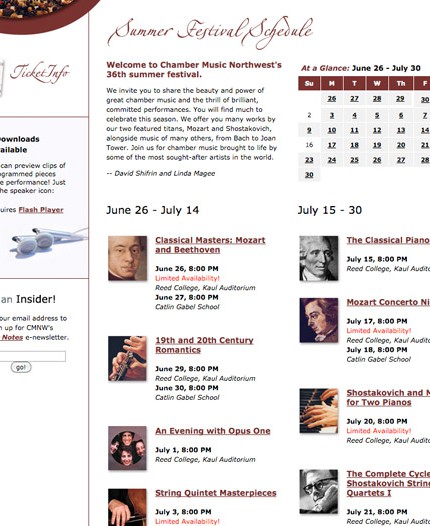 Summer Festival Schedule
TicketInfo
Downloads
ailable
can preview clips of
grammed pieces
e performance! Just
the speaker icon:
uires Flash Player
an Insider!
our email address to
n up for CMNW's
Notes e-newsletter.
go!
Welcome to Chamber Music Northwest's
36th summer festival.
We invite you to share the beauty and power of
great chamber music and the thrill of brilliant,
committed performances. You will find much to
celebrate this season. We offer you many works by
our two featured titans, Mozart and Shostakovich,
alongside music of many others, from Bach to Joan
Tower. Join us for chamber music brought to life by
some of the most sought-after artists in the world.
-- David Shifrin and Linda Magee
At a Glance: June 26 - July 30
Su M T W Th F
26 27 28 29 30
2 3 4 5 6 7
9 10 11 12 13 14
16 17 18 19 20 21
23 24 25 26 27 28
30
June 26 - July 14
Classical Masters: Mozart
and Beethoven
June 26, 8:00 PM
Limited Availability!
Reed College, Kaul Auditorium
June 27, 8:00 PM
Catlin Gabel School
19th and 20th Century
Romantics
June 29, 8:00 PM
Reed College, Kaul Auditorium
June 30, 8:00 PM
Catlin Gabel School
An Evening with Opus One
July 1, 8:00 PM
Reed College, Kaul Auditorium
String Quintet Masterpieces
July 3, 8:00 PM
Limited Availability!
July 15 - 30
The Classical Piano
July 15, 8:00 PM
Reed College, Kaul Audito
Mozart Concerto Ni
July 17, 8:00 PM
Limited Availability!
Reed College, Kaul Audito
July 18, 8:00 PM
Catlin Gabel School
Shostakovich and M
for Two Pianos
July 20, 8:00 PM
Limited Availability!
Reed College, Kaul Audito
The Complete Cycle
Shostakovich String
Quartets I
July 21, 8:00 PM
Reed College, Kaul Audito